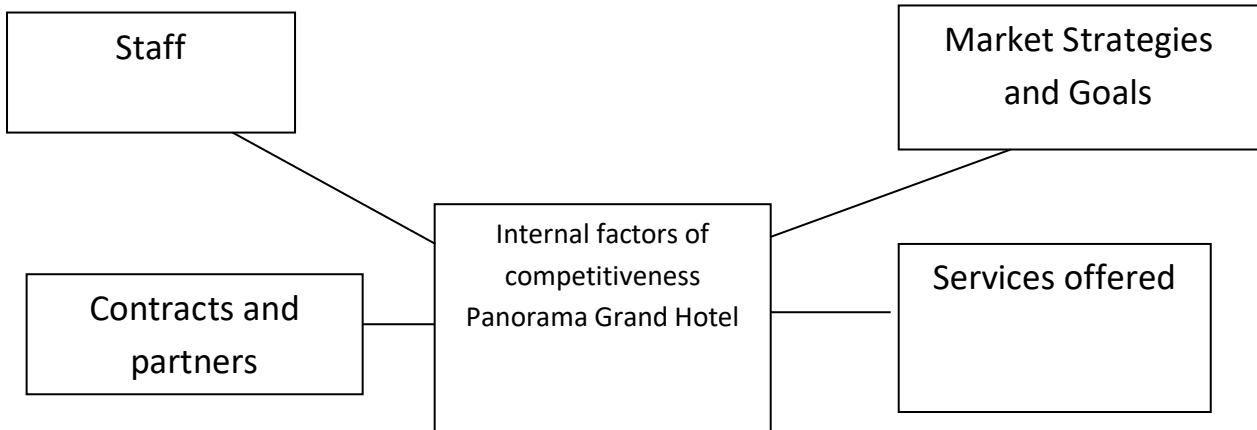 Staff
Market Strategies
and Goals
Internal factors of
competitiveness
Panorama Grand Hotel
Contracts and
partners
Services offered